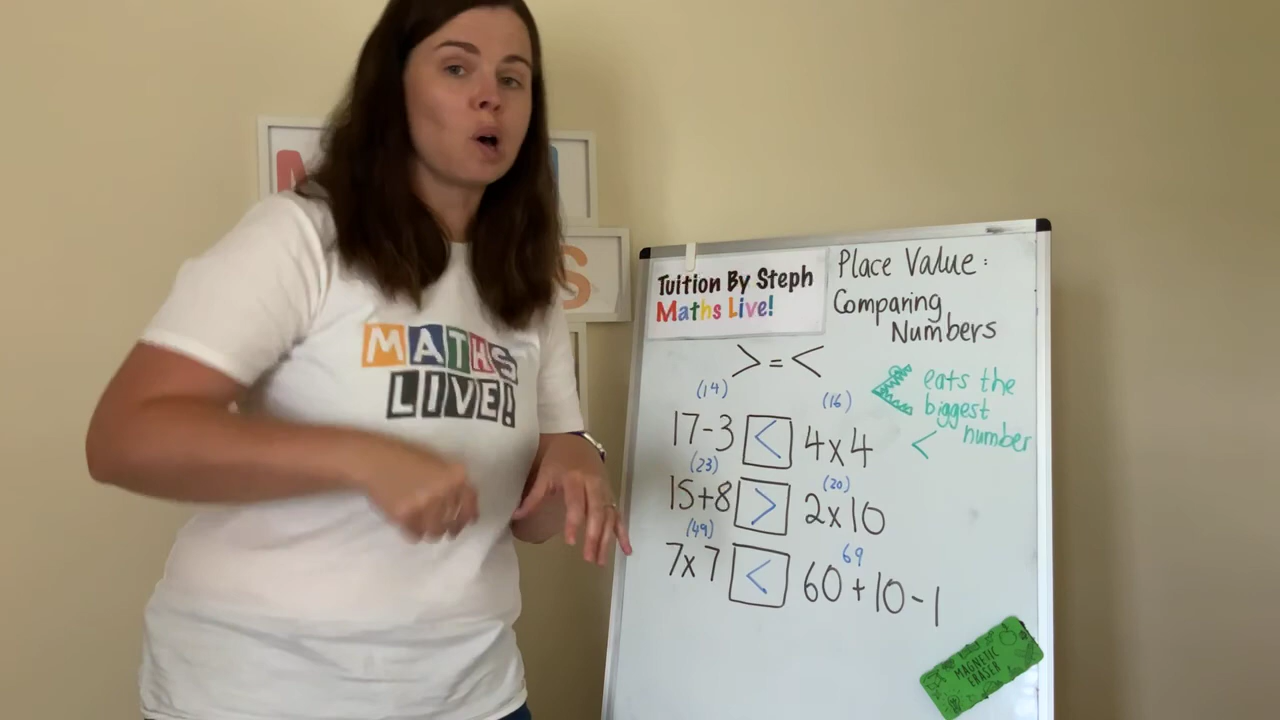 MATHS
LIVE!
S
Tuition By Steph
Maths Live!
Place Value:
Comparing
Numbers
> = <
eats the
biggest
number
<
(14) (16)
17-3 < 4x4
(23) (20)
15+8 > 2x10
(49) 69
7x7 < 60+10-1
MAGNETIC
ERASER